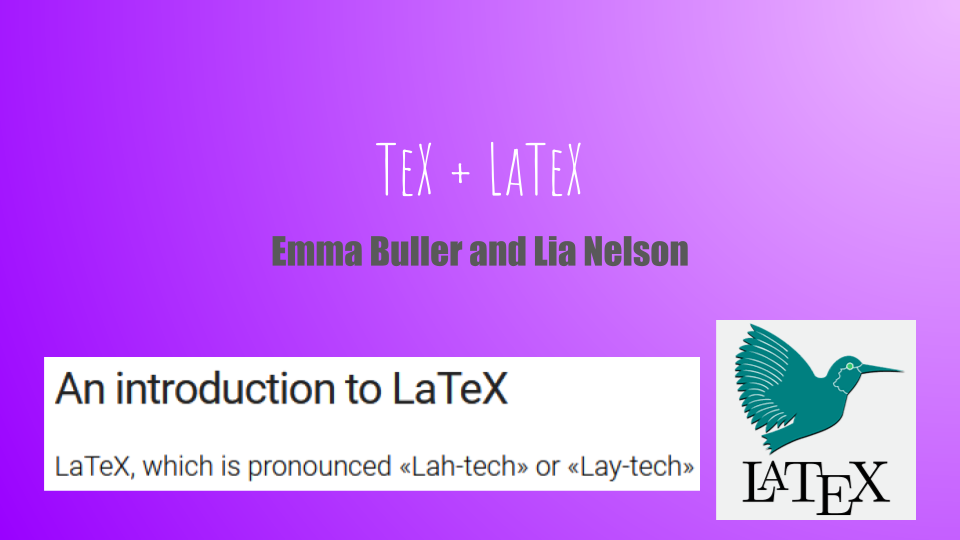 TeX + LaTeX
Emma Buller and Lia Nelson
An introduction to LaTeX
LaTeX, which is pronounced «Lah-tech» or «Lay-tech»
LATEX